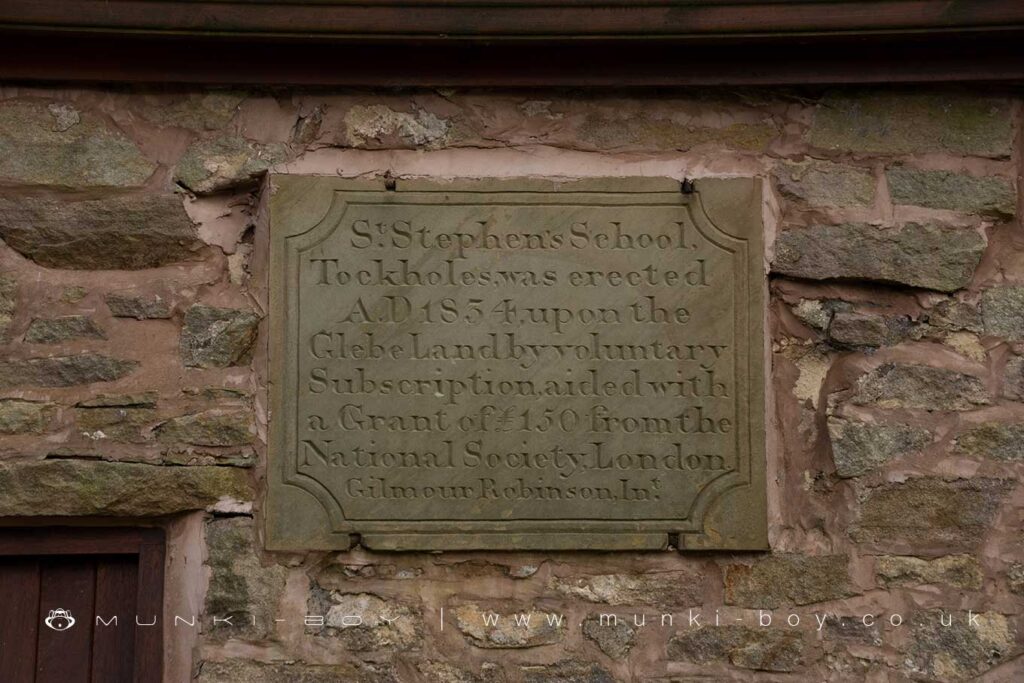 St. Stephen's School,
Tockholes, was erected
A.D 1834, upon the
Glebe Land by voluntary
Subscription, aided with
a Grant of £150 from the
National Society, London.
Gilmour Robinson, Int.
MUNKI-BOY | www.munki-boy.co.uk